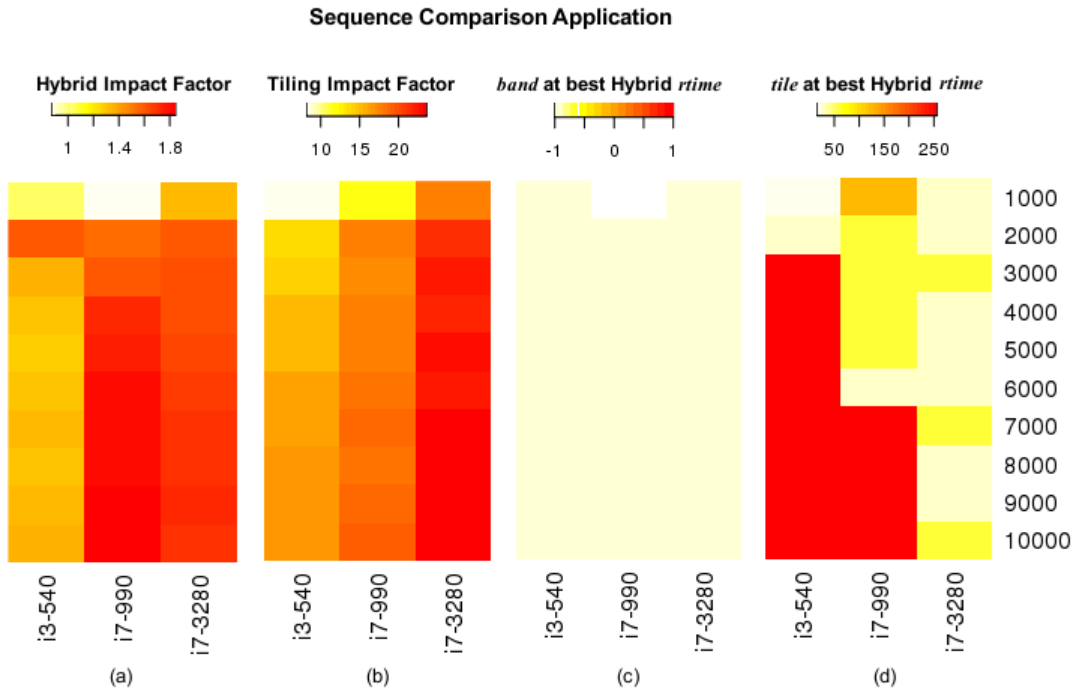 Sequence Comparison Application
Hybrid Impact Factor
1 1.4 1.8
Tiling Impact Factor
10 15 20
band at best Hybrid rtime
-1 0 1
tile at best Hybrid rtime
50 150 250
1000
2000
3000
4000
5000
6000
7000
8000
9000
10000
i3-540 i7-990 i7-3280
(a)
i3-540 i7-990 i7-3280
(b)
i3-540 i7-990 i7-3280
(c)
i3-540 i7-990 i7-3280
(d)